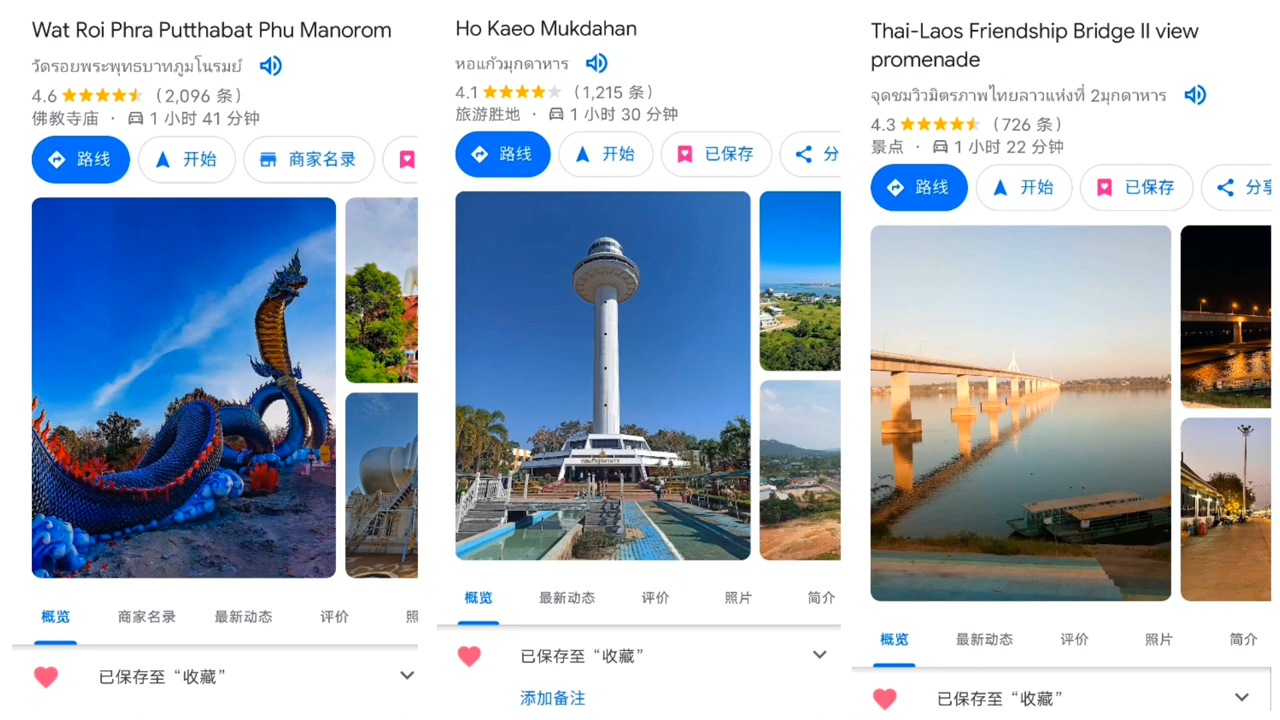 Wat Roi Phra Putthabat Phu Manorom
วัดรอยพระพุทธบาทภูมโนรมย์
4.6 (2,096 条)
佛教寺庙 · 1 小时 41 分钟
路线 开始 商家名录
概览 商家名录 最新动态 评价 照
已保存至“收藏”
Ho Kaeo Mukdahan
หอแก้วมุกดาหาร
4.1 (1,215 条)
旅游胜地 · 1 小时 30 分钟
路线 开始 已保存 分
概览 最新动态 评价 照片 简介
已保存至“收藏”
添加备注
Thai-Laos Friendship Bridge II view
promenade
จุดชมวิวมิตรภาพไทยลาวแห่งที่ 2มุกดาหาร
4.3 (726 条)
景点 · 1 小时 22 分钟
路线 开始 已保存 分享
概览 最新动态 评价 照片 简介
已保存至“收藏”